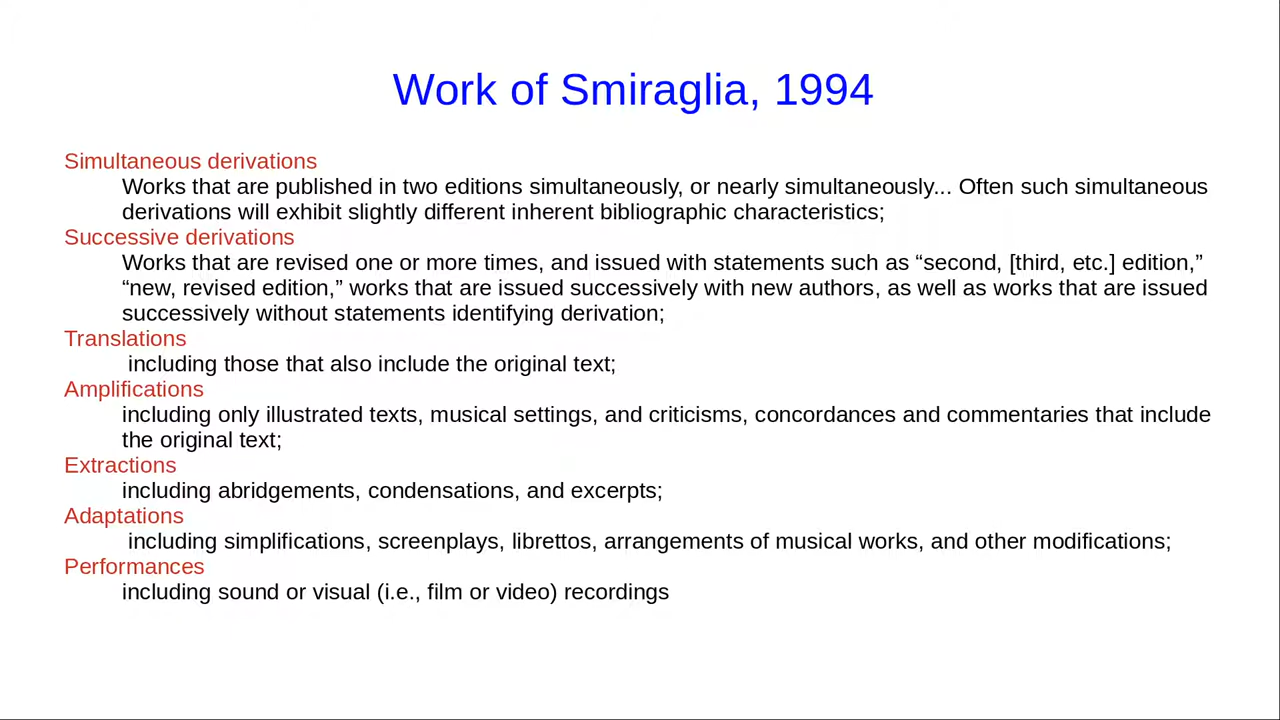 Work of Smiraglia, 1994
Simultaneous derivations
Works that are published in two editions simultaneously, or nearly simultaneously... Often such simultaneous
derivations will exhibit slightly different inherent bibliographic characteristics;
Successive derivations
Works that are revised one or more times, and issued with statements such as “second, [third, etc.] edition,”
“new, revised edition,” works that are issued successively with new authors, as well as works that are issued
successively without statements identifying derivation;
Translations
including those that also include the original text;
Amplifications
including only illustrated texts, musical settings, and criticisms, concordances and commentaries that include
the original text;
Extractions
including abridgements, condensations, and excerpts;
Adaptations
including simplifications, screenplays, librettos, arrangements of musical works, and other modifications;
Performances
including sound or visual (i.e., film or video) recordings